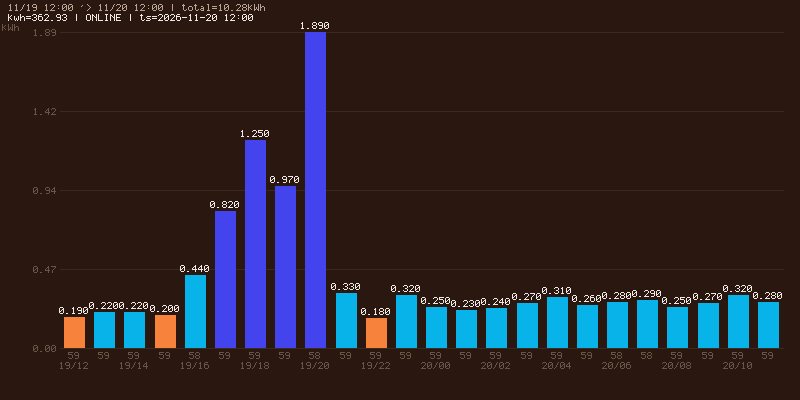 11/19 12:00 -> 11/20 12:00 | total=10.28kWh
Kwh=362.93 | ONLINE | ts=2026-11-20 12:00
kWh
1.89
1.42
0.94
0.47
0.00
0.190 0.220 0.220 0.200 0.440 0.820 1.250 0.970 1.890 0.330 0.180 0.320 0.250 0.230 0.240 0.270 0.310 0.260 0.280 0.290 0.250 0.270 0.320 0.280
59 59 59 59 58 59 59 59 58 59 59 59 59 59 59 59 59 59 58 58 59 59 59 59
19/12 19/14 19/16 19/18 19/20 19/22 20/00 20/02 20/04 20/06 20/08 20/10